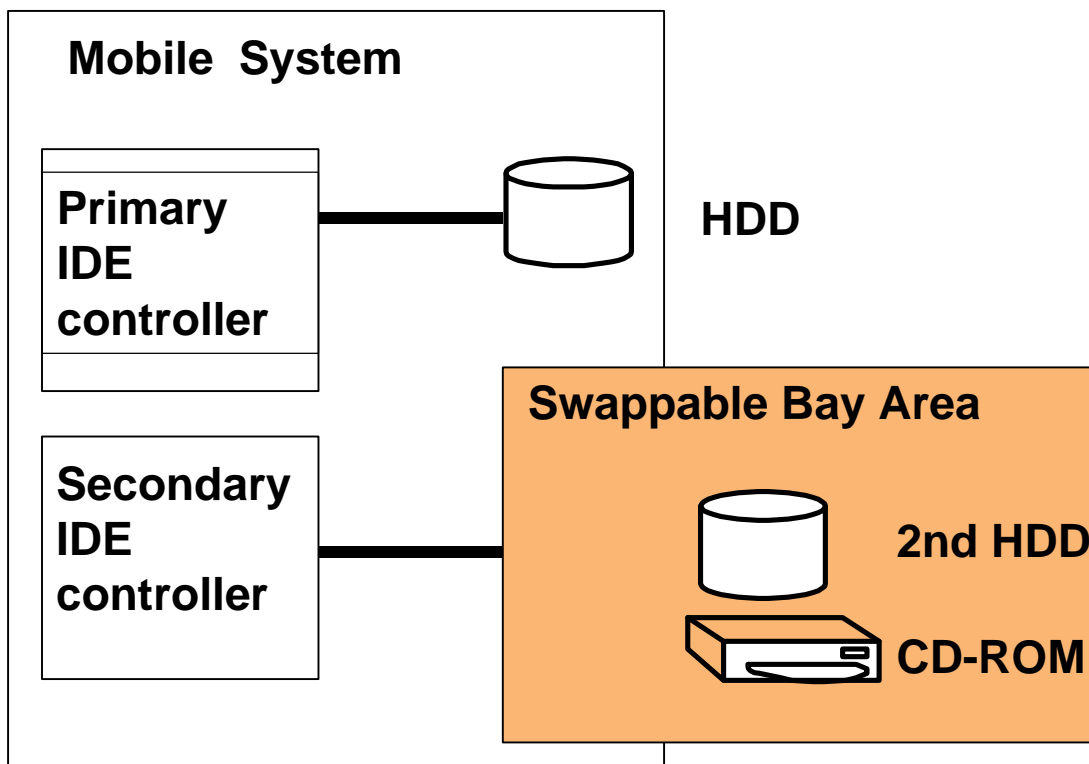 Mobile System
Primary
IDE
controller
HDD
Swappable Bay Area
Secondary
IDE
controller
2nd HDD
CD-ROM